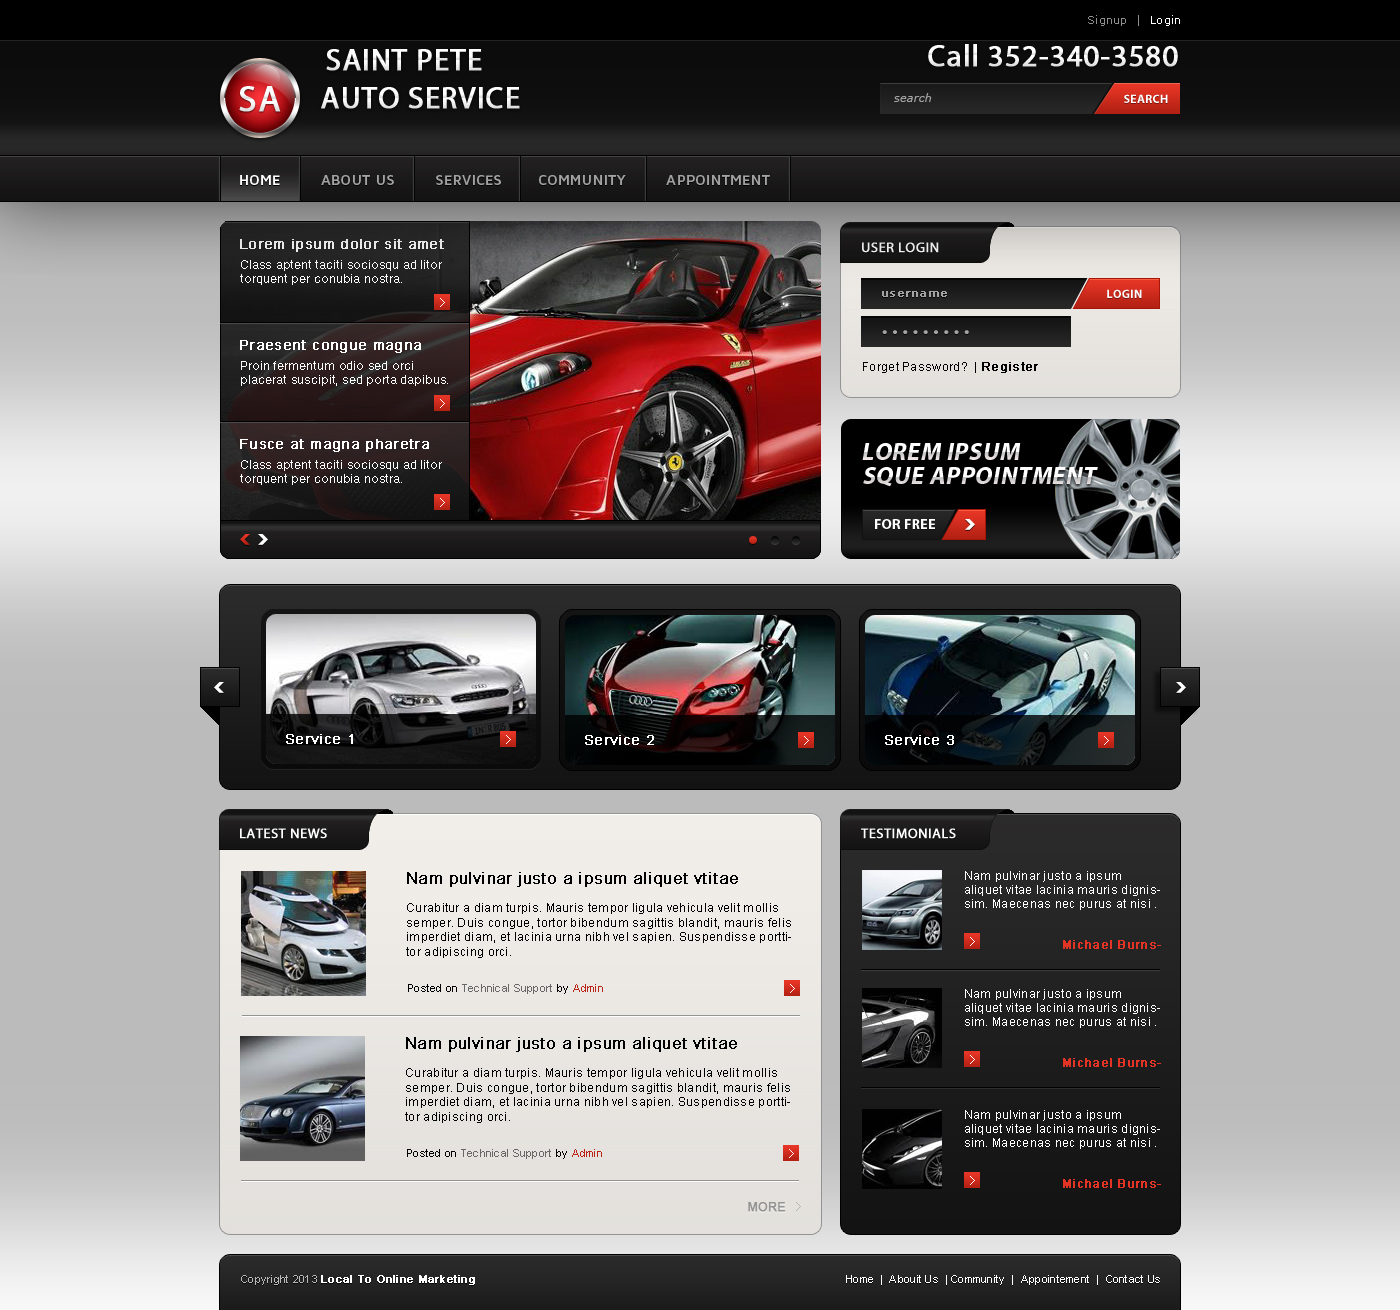 Signup | Login
SA
SAINT PETE
AUTO SERVICE
Call 352-340-3580
search
SEARCH
HOME
ABOUT US
SERVICES
COMMUNITY
APPOINTMENT
Lorem ipsum dolor sit amet
Class aptent taciti sociosqu ad litor
torquent per conubia nostra.
Praesent congue magna
Proin fermentum odio sed orci
placerat suscipit, sed porta dapibus.
Fusce at magna pharetra
Class aptent taciti sociosqu ad litor
torquent per conubia nostra.
USER LOGIN
username
LOGIN
Forget Password? | Register
LOREM IPSUM
SQUE APPOINTMENT
FOR FREE
Service 1
Service 2
Service 3
LATEST NEWS
Nam pulvinar justo a ipsum aliquet vtitae
Curabitur a diam turpis. Mauris tempor ligula vehicula velit mollis
semper. Duis congue, tortor bibendum sagittis blandit, mauris felis
imperdiet diam, et lacinia urna nibh vel sapien. Suspendisse portti-
tor adipiscing orci.
Posted on Technical Support by Admin
Nam pulvinar justo a ipsum aliquet vtitae
Curabitur a diam turpis. Mauris tempor ligula vehicula velit mollis
semper. Duis congue, tortor bibendum sagittis blandit, mauris felis
imperdiet diam, et lacinia urna nibh vel sapien. Suspendisse portti-
tor adipiscing orci.
Posted on Technical Support by Admin
MORE
TESTIMONIALS
Nam pulvinar justo a ipsum
aliquet vitae lacinia mauris dignis-
sim. Maecenas nec purus at nisi .
Michael Burns-
Nam pulvinar justo a ipsum
aliquet vitae lacinia mauris dignis-
sim. Maecenas nec purus at nisi .
Michael Burns-
Nam pulvinar justo a ipsum
aliquet vitae lacinia mauris dignis-
sim. Maecenas nec purus at nisi .
Michael Burns-
Copyright 2013 Local To Online Marketing
Home | About Us | Community | Appointement | Contact Us